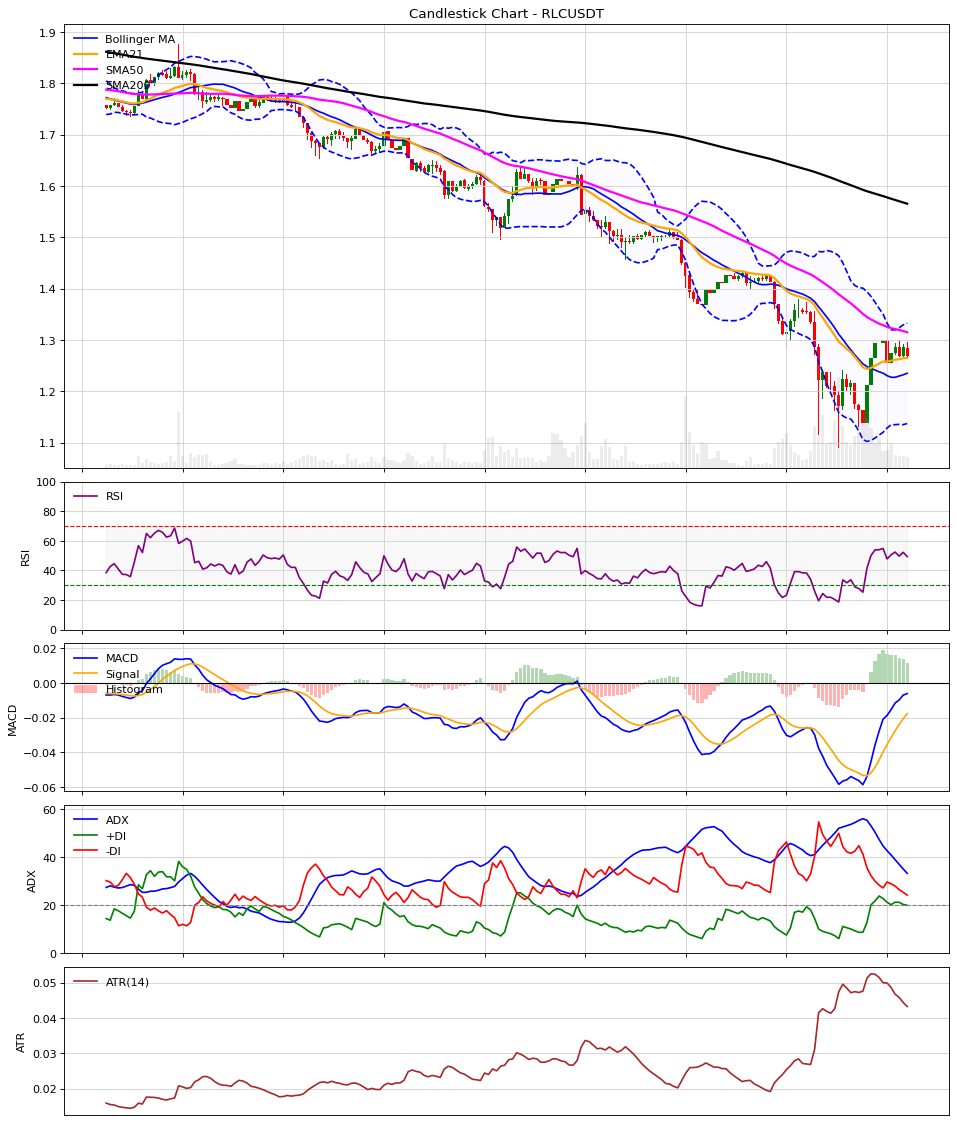 Candlestick Chart - RLCUSDT
Bollinger MA
EMA21
SMA50
SMA200
1.9
1.8
1.7
1.6
1.5
1.4
1.3
1.2
1.1
RSI
RSI
100
80
60
40
20
0
MACD
Signal
Histogram
MACD
0.02
0.00
−0.02
−0.04
−0.06
ADX
+DI
-DI
ADX
60
40
20
0
ATR(14)
ATR
0.05
0.04
0.03
0.02